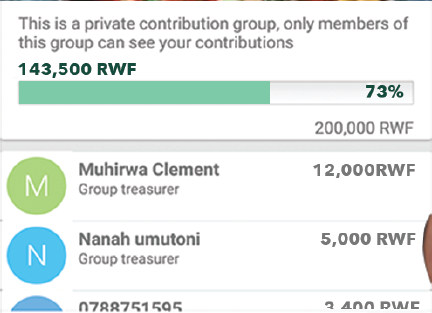 This is a private contribution group, only members of
this group can see your contributions
143,500 RWF
73%
200,000 RWF
M
Muhirwa Clement
12,000RWF
Group treasurer
N
Nanah umutoni
5,000 RWF
Group treasurer
0788751595
3,400 RWF